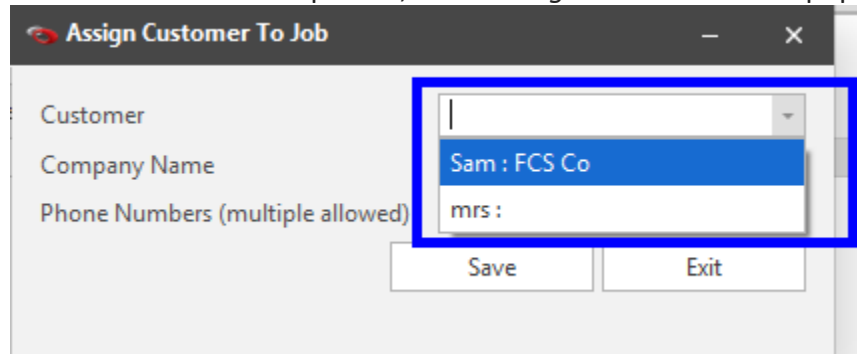 Assign Customer To Job
Customer
Company Name
Sam : FCS Co
Phone Numbers (multiple allowed)
mrs :
Save
Exit